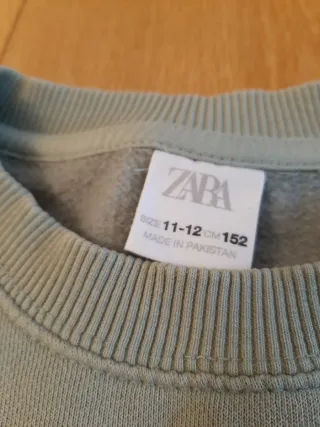 ZARA
SIZE 11-12 CM 152
MADE IN PAKISTAN